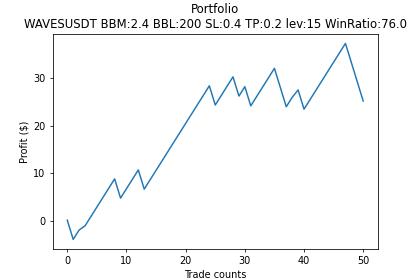 Portfolio
WAVESUSDT BBM:2.4 BBL:200 SL:0.4 TP:0.2 lev:15 WinRatio:76.0
30
20
10
0
Profit ($)
0 10 20 30 40 50
Trade counts